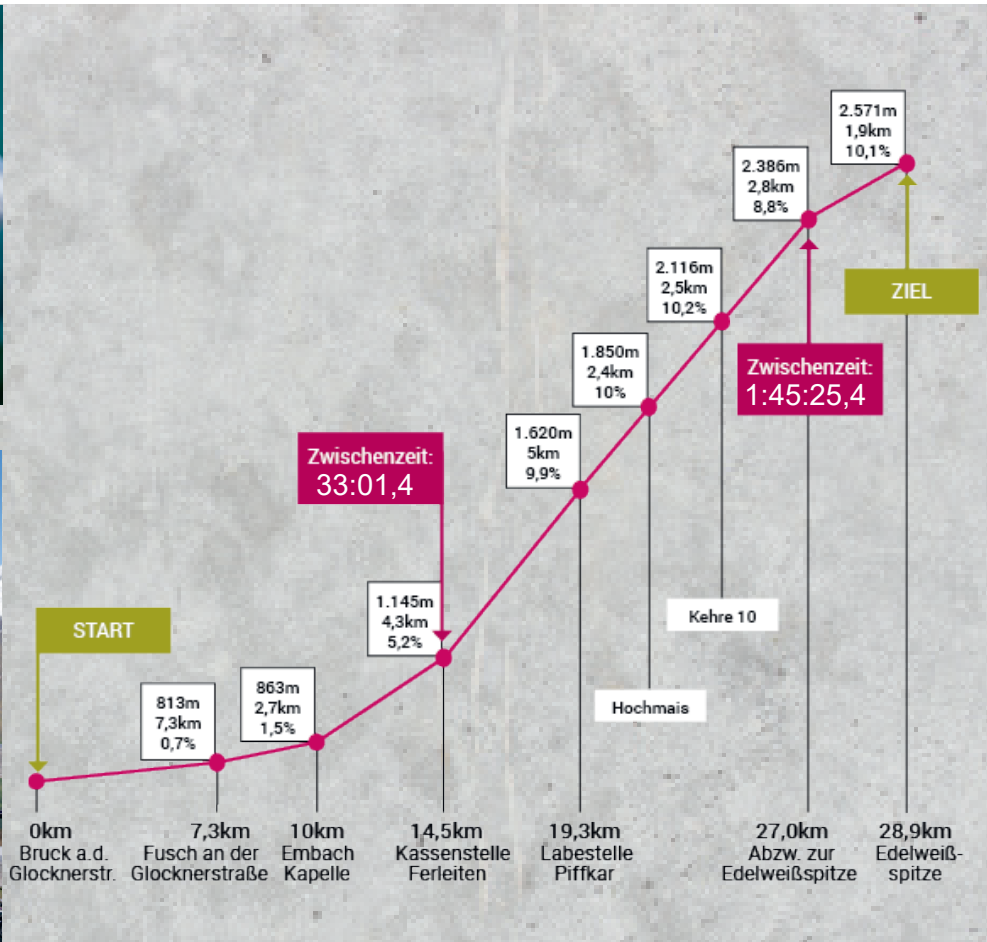 2.571m
1,9km
10,1%
2.386m
2,8km
8,8%
ZIEL
2.116m
2,5km
10,2%
Zwischenzeit:
1:45:25,4
1.850m
2,4km
10%
1.620m
5km
9,9%
Zwischenzeit:
33:01,4
1.145m
4,3km
5,2%
START
Kehre 10
863m
2,7km
1,5%
813m
7,3km
0,7%
Hochmais
0km
Bruck a.d.
Glocknerstr.
7,3km
Fusch an der
Glocknerstraße
10km
Embach
Kapelle
14,5km
Kassenstelle
Ferleiten
19,3km
Labestelle
Piffkar
27,0km
Abzw. zur
Edelweißspitze
28,9km
Edelweiß-
spitze